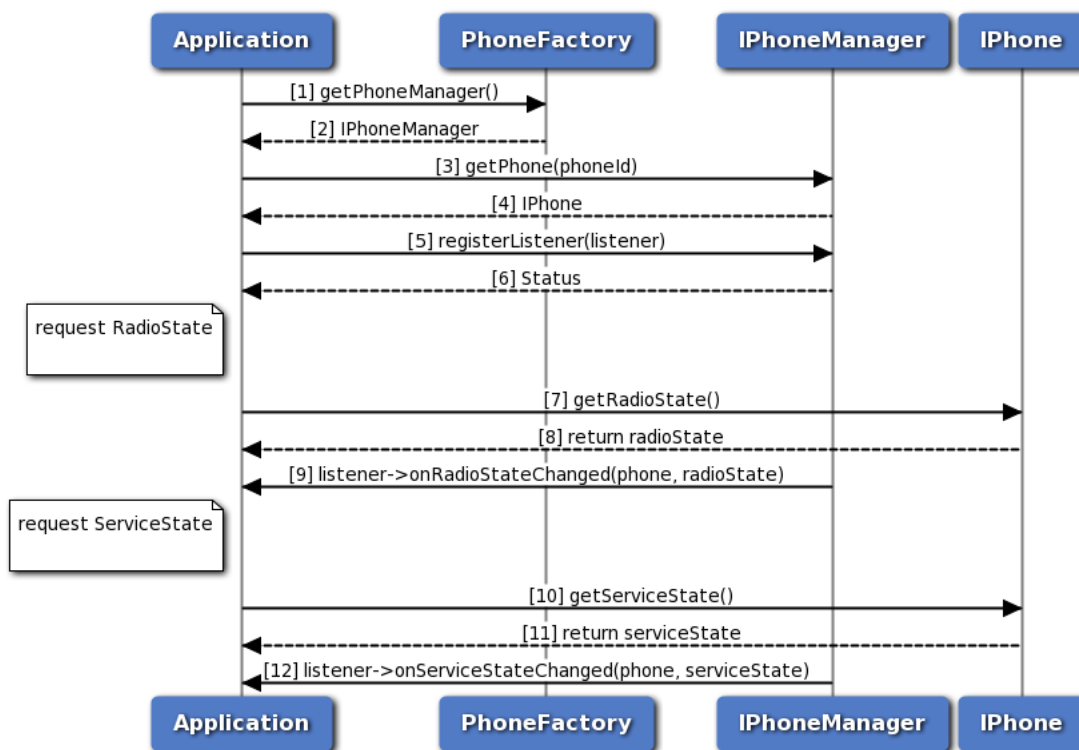 Application PhoneFactory IPhoneManager IPhone
[1] getPhoneManager()
[2] IPhoneManager
[3] getPhone(phoneId)
[4] IPhone
[5] registerListener(listener)
[6] Status
request RadioState
[7] getRadioState()
[8] return radioState
[9] listener->onRadioStateChanged(phone, radioState)
request ServiceState
[10] getServiceState()
[11] return serviceState
[12] listener->onServiceStateChanged(phone, serviceState)
Application PhoneFactory IPhoneManager IPhone